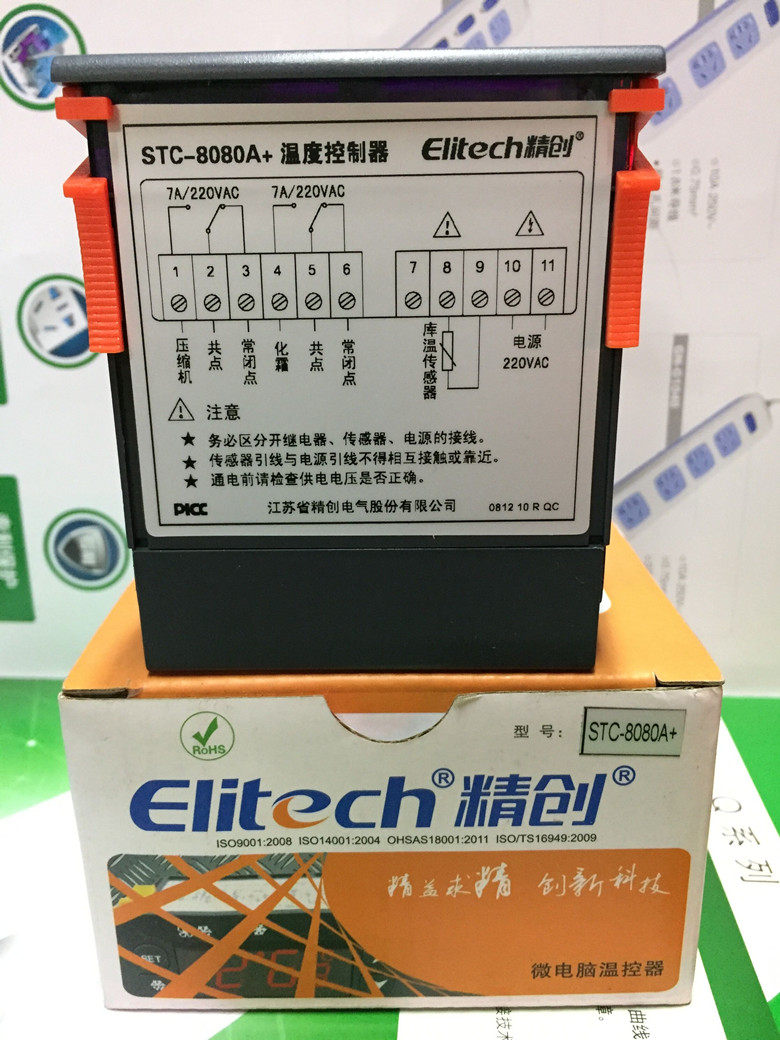 STC-8080A+ 温度控制器 Elitech®精创®
7A/220VAC 7A/220VAC
1 2 3 4 5 6 7 8 9 10 11
压缩机 共点 常闭点 化霜 共点 常闭点 库温传感器 电源
220VAC
注意
★ 务必区分开继电器、传感器、电源的接线。
★ 传感器引线与电源引线不得相互接触或靠近。
★ 通电前请检查供电电压是否正确。
PICC 江苏省精创电气股份有限公司 0812 10 R QC
RoHS
型 号: STC-8080A+
Elitech®精创®
ISO9001:2008 ISO14001:2004 OHSAS18001:2011 ISO/TS16949:2009
精益求精 创新科技
SET
微电脑温控器
Q系列
曲线